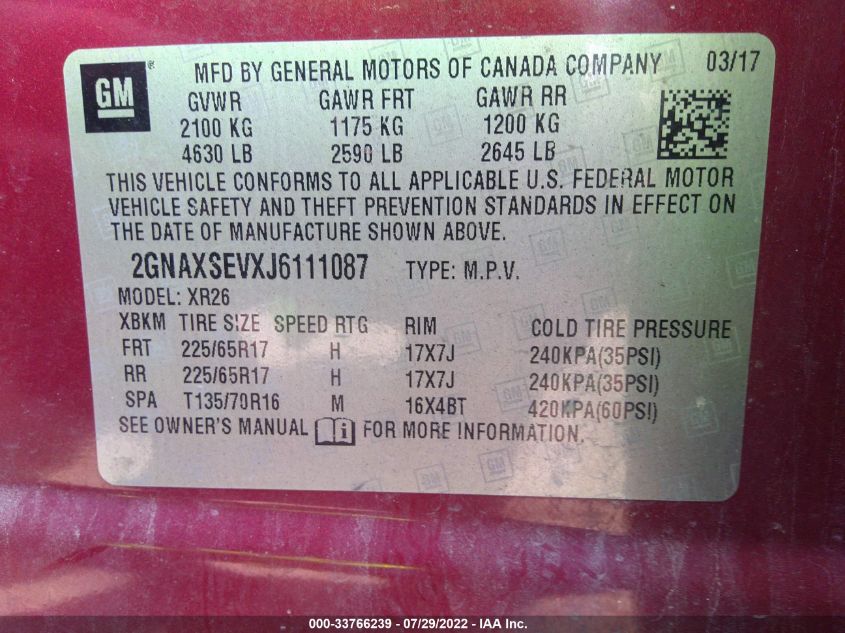 GM ® MFD BY GENERAL MOTORS OF CANADA COMPANY 03/17
GVWR GAWR FRT GAWR RR
2100 KG 1175 KG 1200 KG
4630 LB 2590 LB 2645 LB
THIS VEHICLE CONFORMS TO ALL APPLICABLE U.S. FEDERAL MOTOR
VEHICLE SAFETY AND THEFT PREVENTION STANDARDS IN EFFECT ON
THE DATE OF MANUFACTURE SHOWN ABOVE.
2GNAXSEVXJ6111087 TYPE: M.P.V.
MODEL: XR26
XBKM TIRE SIZE SPEED RTG RIM COLD TIRE PRESSURE
FRT 225/65R17 H 17X7J 240KPA(35PSI)
RR 225/65R17 H 17X7J 240KPA(35PSI)
SPA T135/70R16 M 16X4BT 420KPA(60PSI)
SEE OWNER'S MANUAL FOR MORE INFORMATION.
000-33766239 - 07/29/2022 - IAA Inc.